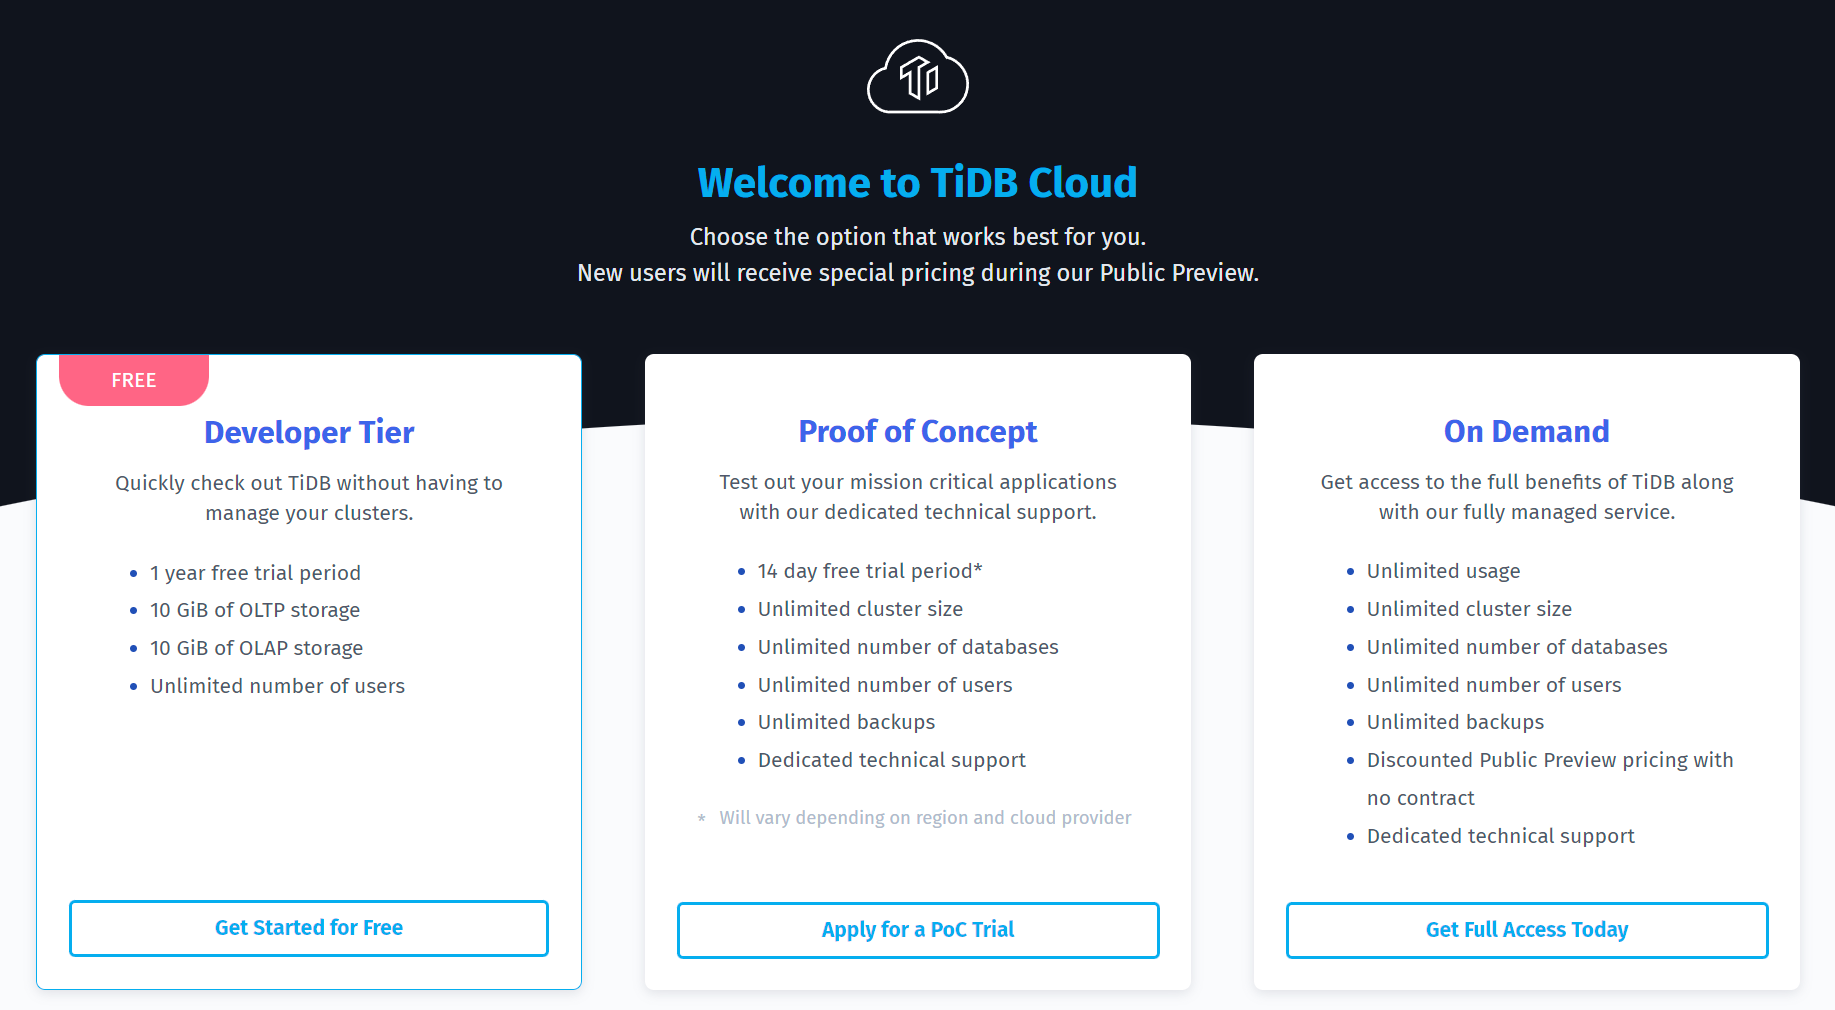 Welcome to TiDB Cloud
Choose the option that works best for you.
New users will receive special pricing during our Public Preview.
FREE
Developer Tier
Quickly check out TiDB without having to
manage your clusters.
1 year free trial period
10 GiB of OLTP storage
10 GiB of OLAP storage
Unlimited number of users
Get Started for Free
Proof of Concept
Test out your mission critical applications
with our dedicated technical support.
14 day free trial period*
Unlimited cluster size
Unlimited number of databases
Unlimited number of users
Unlimited backups
Dedicated technical support
* Will vary depending on region and cloud provider
Apply for a PoC Trial
On Demand
Get access to the full benefits of TiDB along
with our fully managed service.
Unlimited usage
Unlimited cluster size
Unlimited number of databases
Unlimited number of users
Unlimited backups
Discounted Public Preview pricing with
no contract
Dedicated technical support
Get Full Access Today